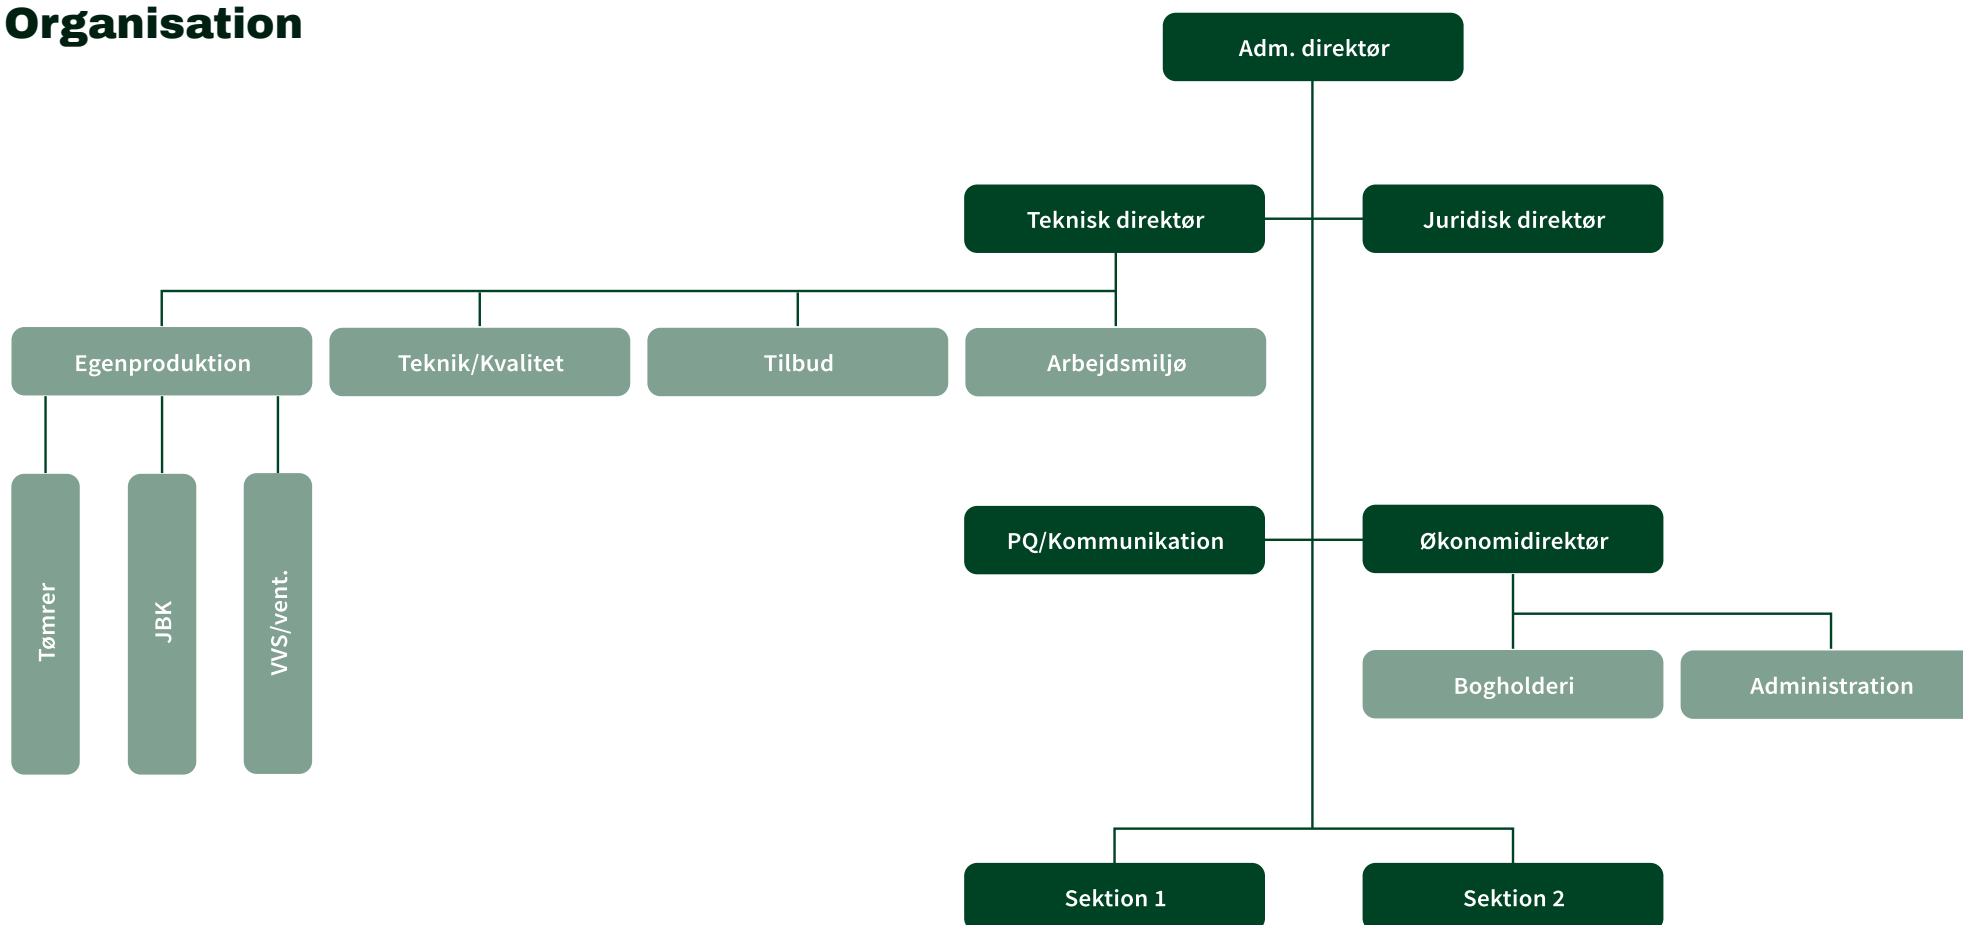 Organisation
Adm. direktør
Teknisk direktør
Juridisk direktør
Egenproduktion
Teknik/Kvalitet
Tilbud
Arbejdsmiljø
Tømrer
JBK
VVS/vent.
PQ/Kommunikation
Økonomidirektør
Bogholderi
Administration
Sektion 1
Sektion 2